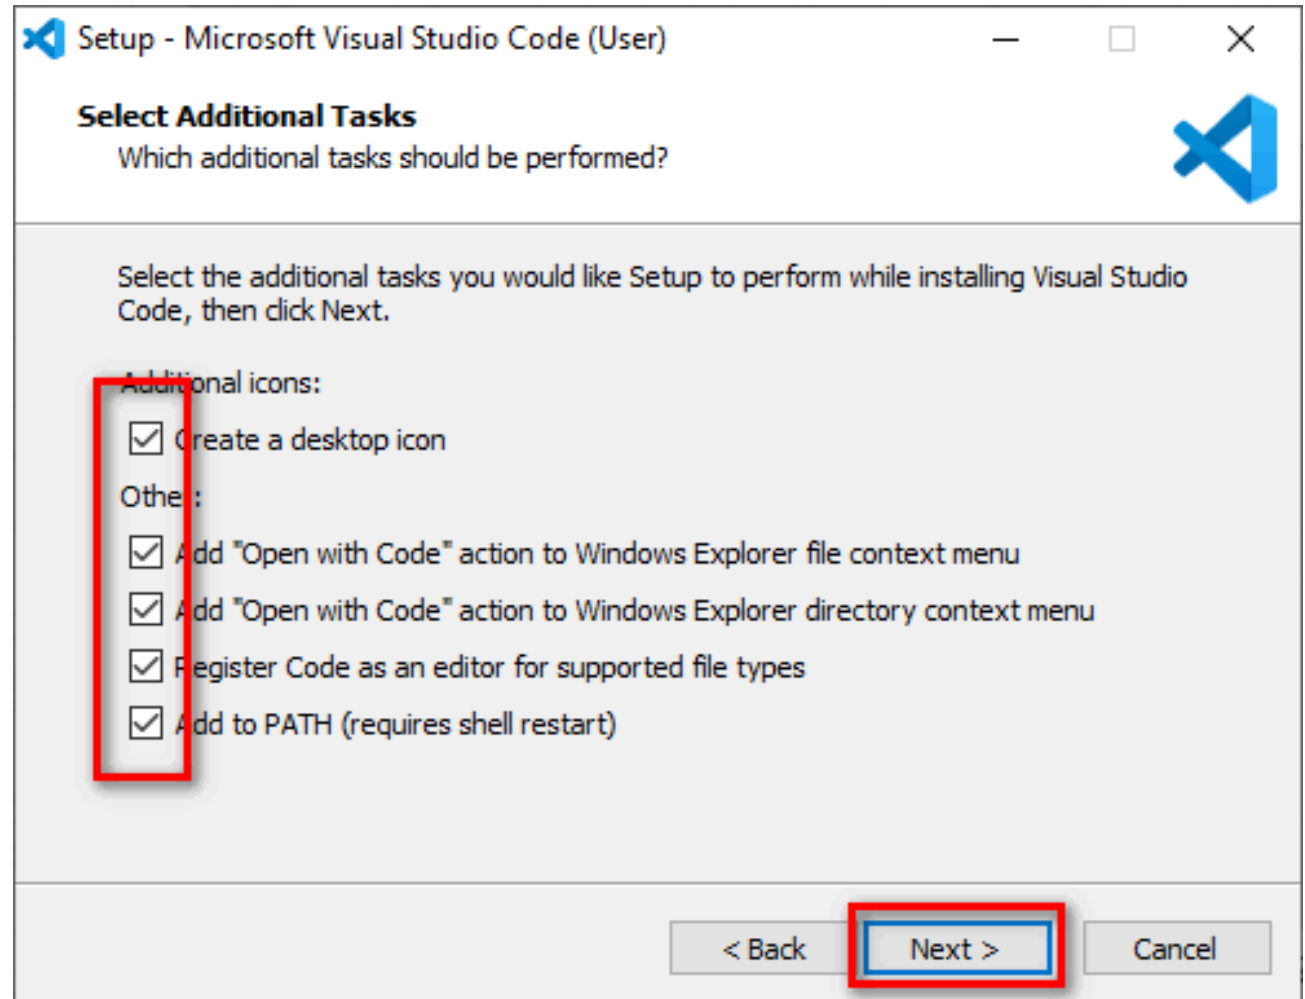 Setup - Microsoft Visual Studio Code (User)
Select Additional Tasks
Which additional tasks should be performed?
Select the additional tasks you would like Setup to perform while installing Visual Studio
Code, then click Next.
Additional icons:
Create a desktop icon
Other:
Add "Open with Code" action to Windows Explorer file context menu
Add "Open with Code" action to Windows Explorer directory context menu
Register Code as an editor for supported file types
Add to PATH (requires shell restart)
< Back Next > Cancel